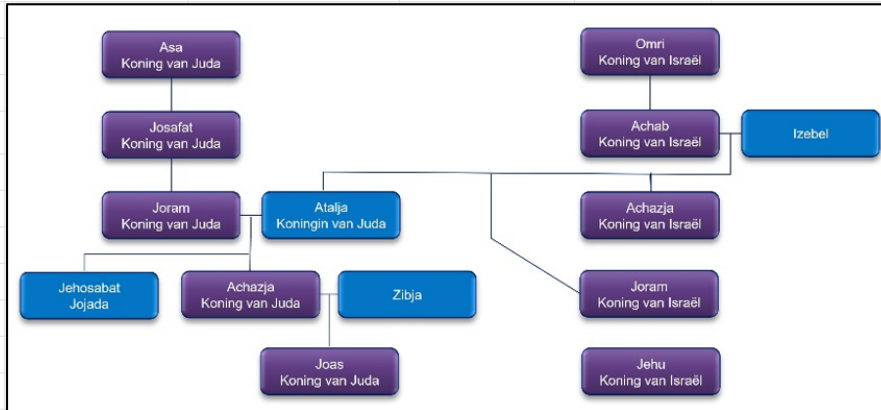 Asa
Koning van Juda
Omri
Koning van Israël
Josafat
Koning van Juda
Achab
Koning van Israël
Izebel
Joram
Koning van Juda
Atalja
Koningin van Juda
Achazja
Koning van Israël
Jehosabat
Jojada
Achazja
Koning van Juda
Zibja
Joram
Koning van Israël
Joas
Koning van Juda
Jehu
Koning van Israël